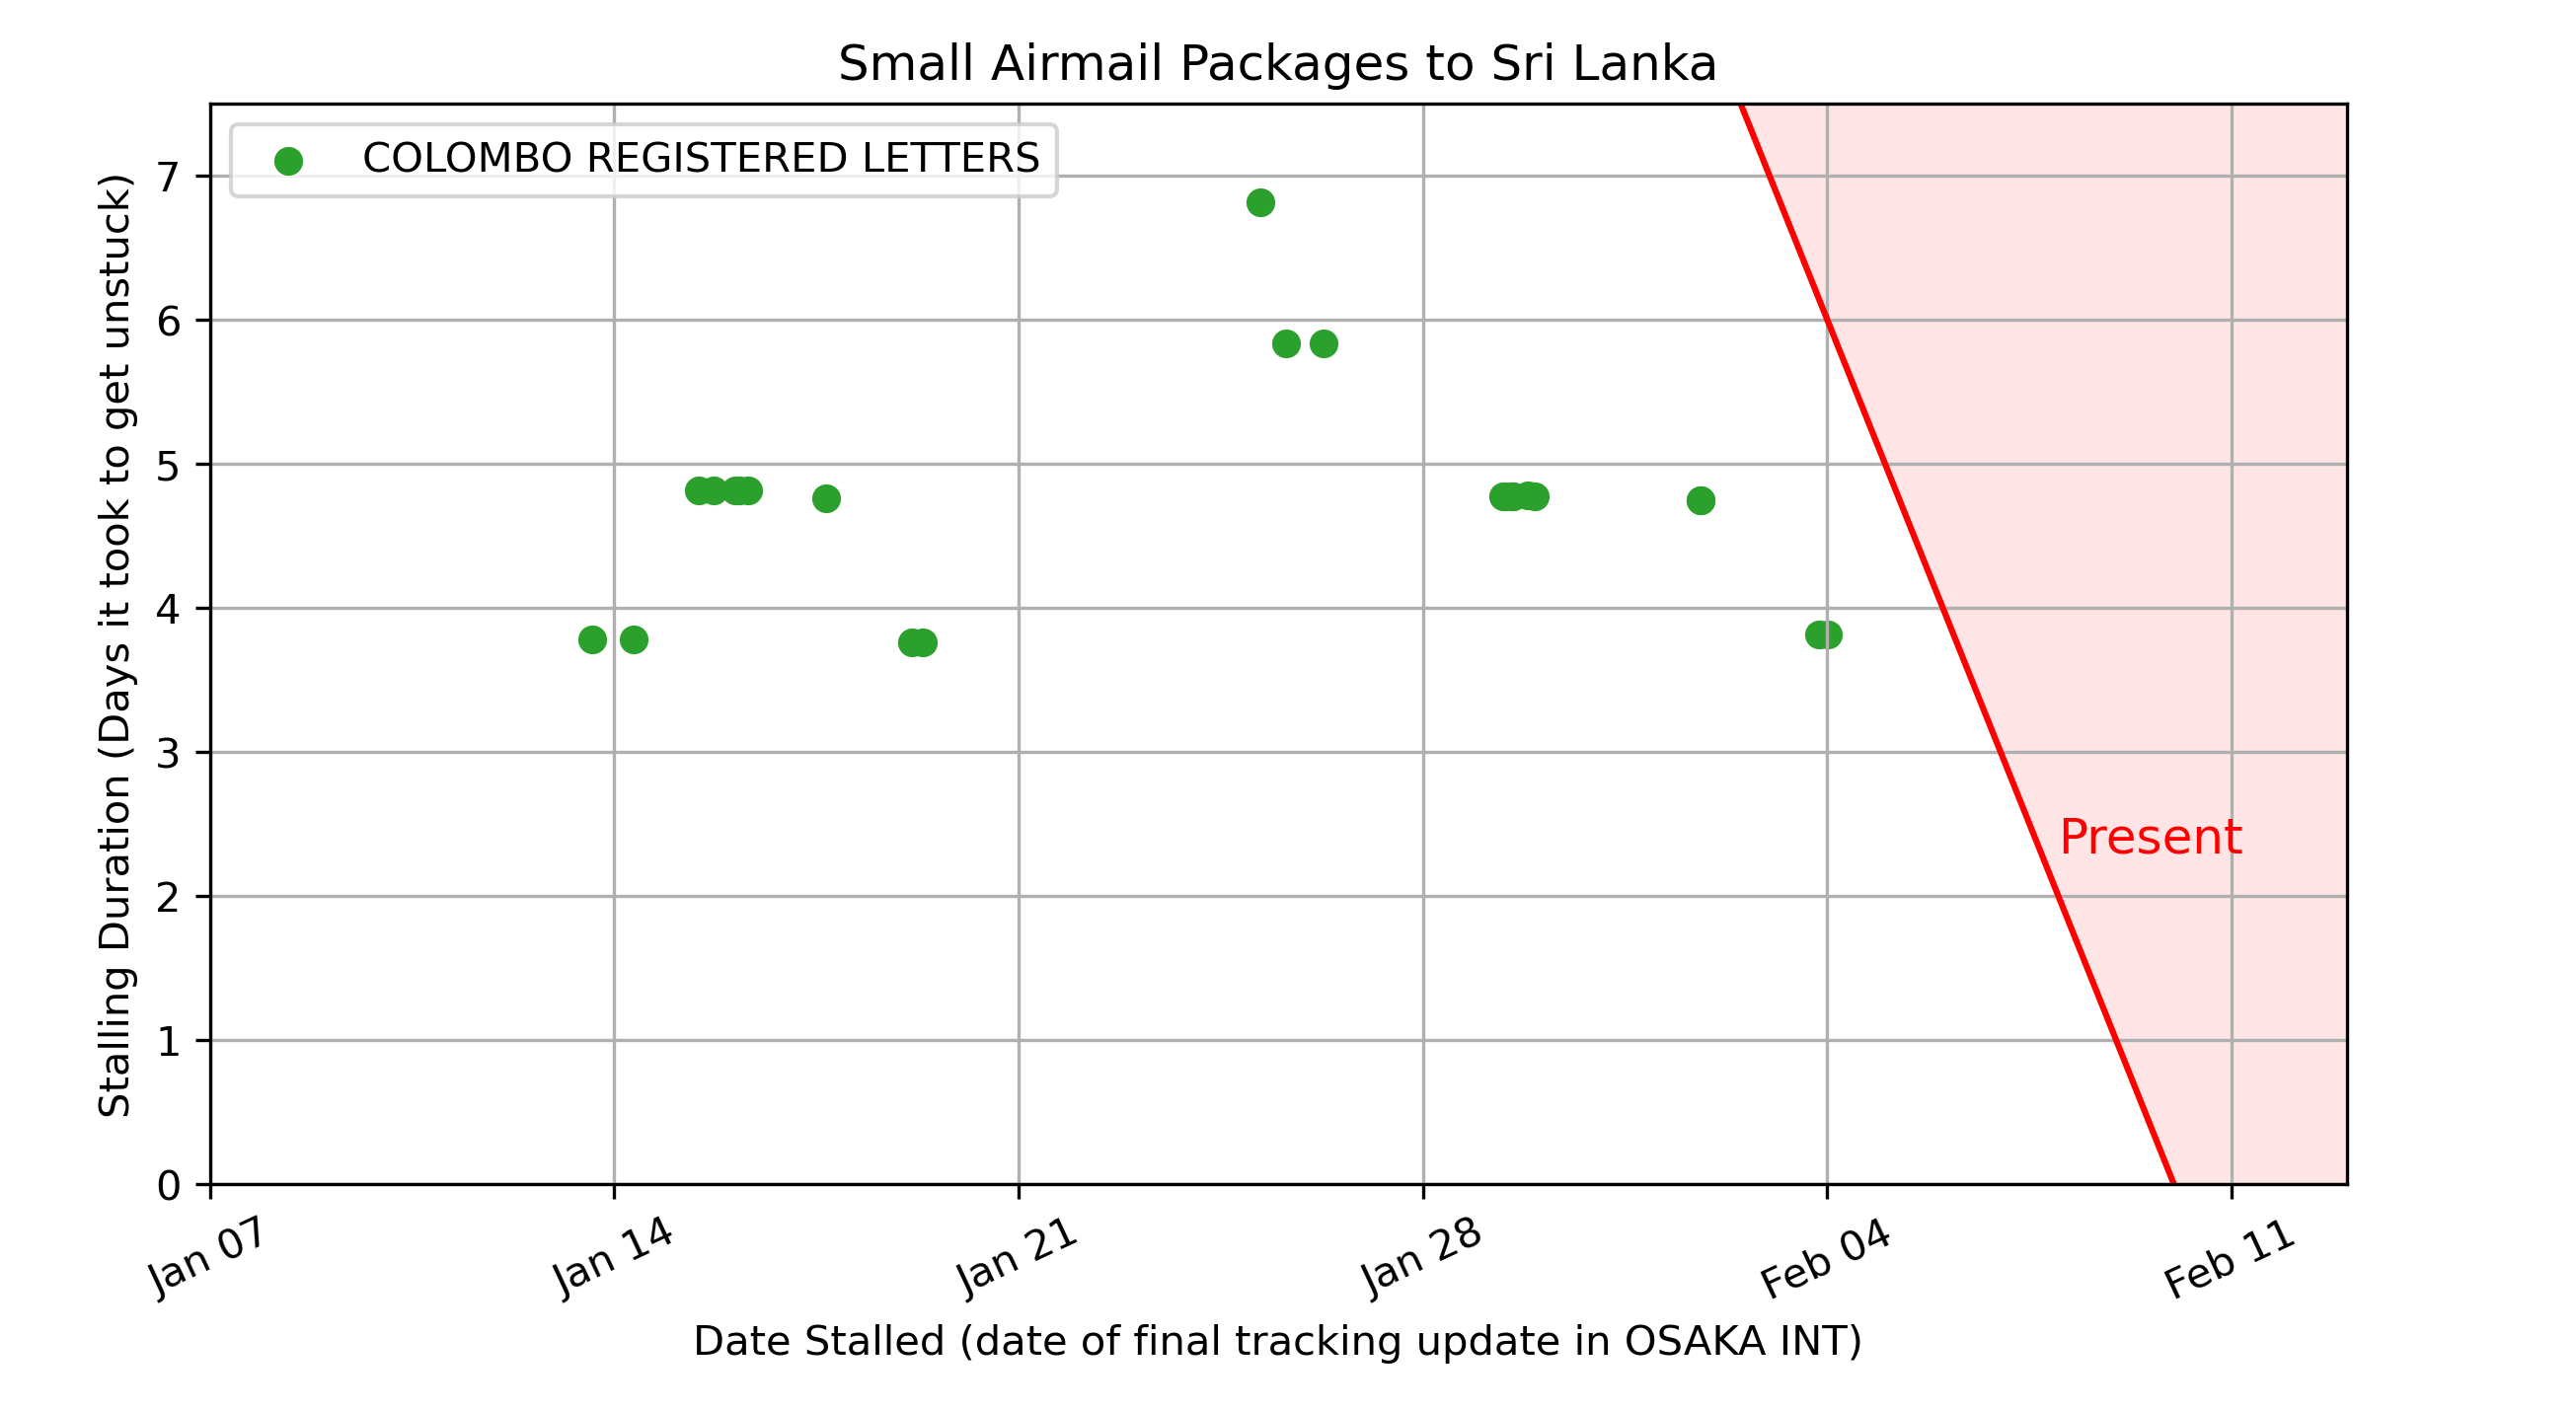 Small Airmail Packages to Sri Lanka
COLOMBO REGISTERED LETTERS
Stalling Duration (Days it took to get unstuck)
7
6
5
4
3
2
1
0
Present
Jan 07
Jan 14
Jan 21
Jan 28
Feb 04
Feb 11
Date Stalled (date of final tracking update in OSAKA INT)